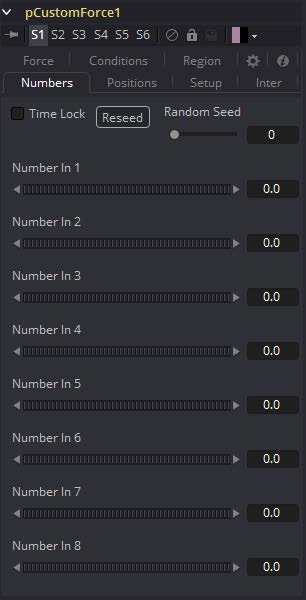 pCustomForce1
S1 S2 S3 S4 S5 S6
Force Conditions Region
Numbers Positions Setup Inter
Time Lock Reseed Random Seed
0
Number In 1
0.0
Number In 2
0.0
Number In 3
0.0
Number In 4
0.0
Number In 5
0.0
Number In 6
0.0
Number In 7
0.0
Number In 8
0.0